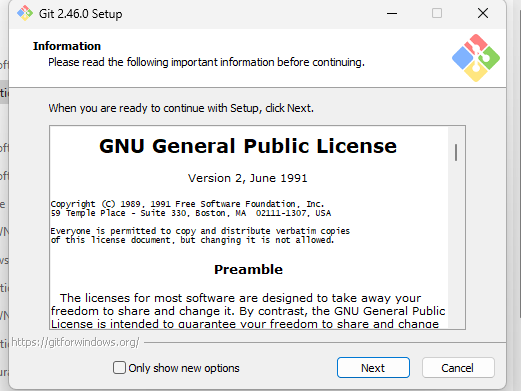 Git 2.46.0 Setup
Information
Please read the following important information before continuing.
When you are ready to continue with Setup, click Next.
GNU General Public License
Version 2, June 1991
Copyright (C) 1989, 1991 Free Software Foundation, Inc.
59 Temple Place - Suite 330, Boston, MA  02111-1307, USA
Everyone is permitted to copy and distribute verbatim copies
of this license document, but changing it is not allowed.
Preamble
The licenses for most software are designed to take away your
freedom to share and change it. By contrast, the GNU General Public
License is intended to guarantee your freedom to share and change
https://gitforwindows.org/
Only show new options
Next
Cancel